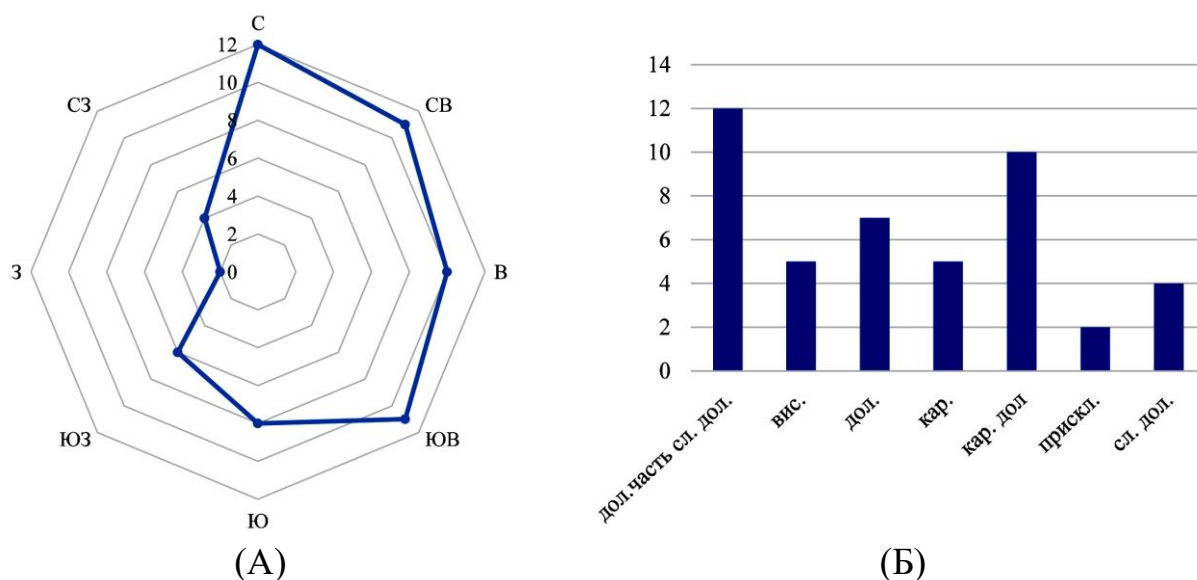 С
СВ
В
ЮВ
Ю
ЮЗ
З
СЗ
12
10
8
6
4
2
0
(А)
14
12
10
8
6
4
2
0
дол.часть сл. дол.
вис.
дол.
кар.
кар. дол
прискл.
сл. дол.
(Б)